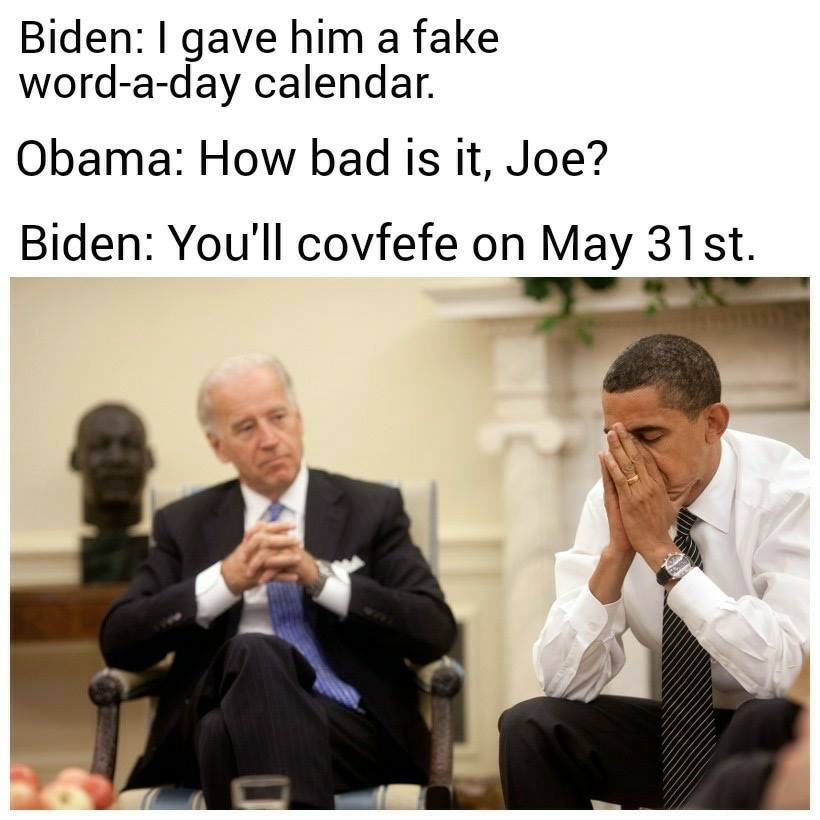 Biden: I gave him a fake
word-a-day calendar.
Obama: How bad is it, Joe?
Biden: You'll covfefe on May 31st.